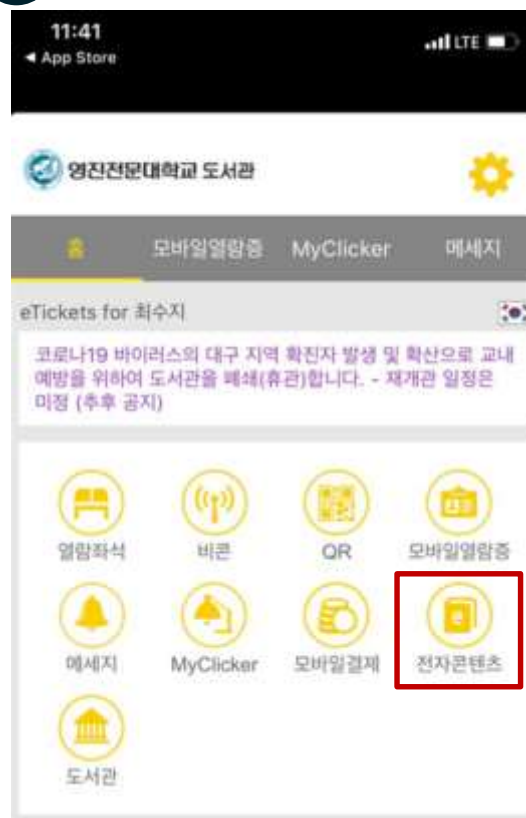 11:41
◀ App Store
LTE
영진전문대학교 도서관
홈
모바일열람증
MyClicker
메세지
eTickets for 최수지
코로나19 바이러스의 대구 지역 확진자 발생 및 확산으로 교내
예방을 위하여 도서관을 폐쇄(휴관)합니다. - 재개관 일정은
미정 (추후 공지)
열람좌석
비콘
QR
모바일열람증
메세지
MyClicker
모바일결제
전자콘텐츠
도서관